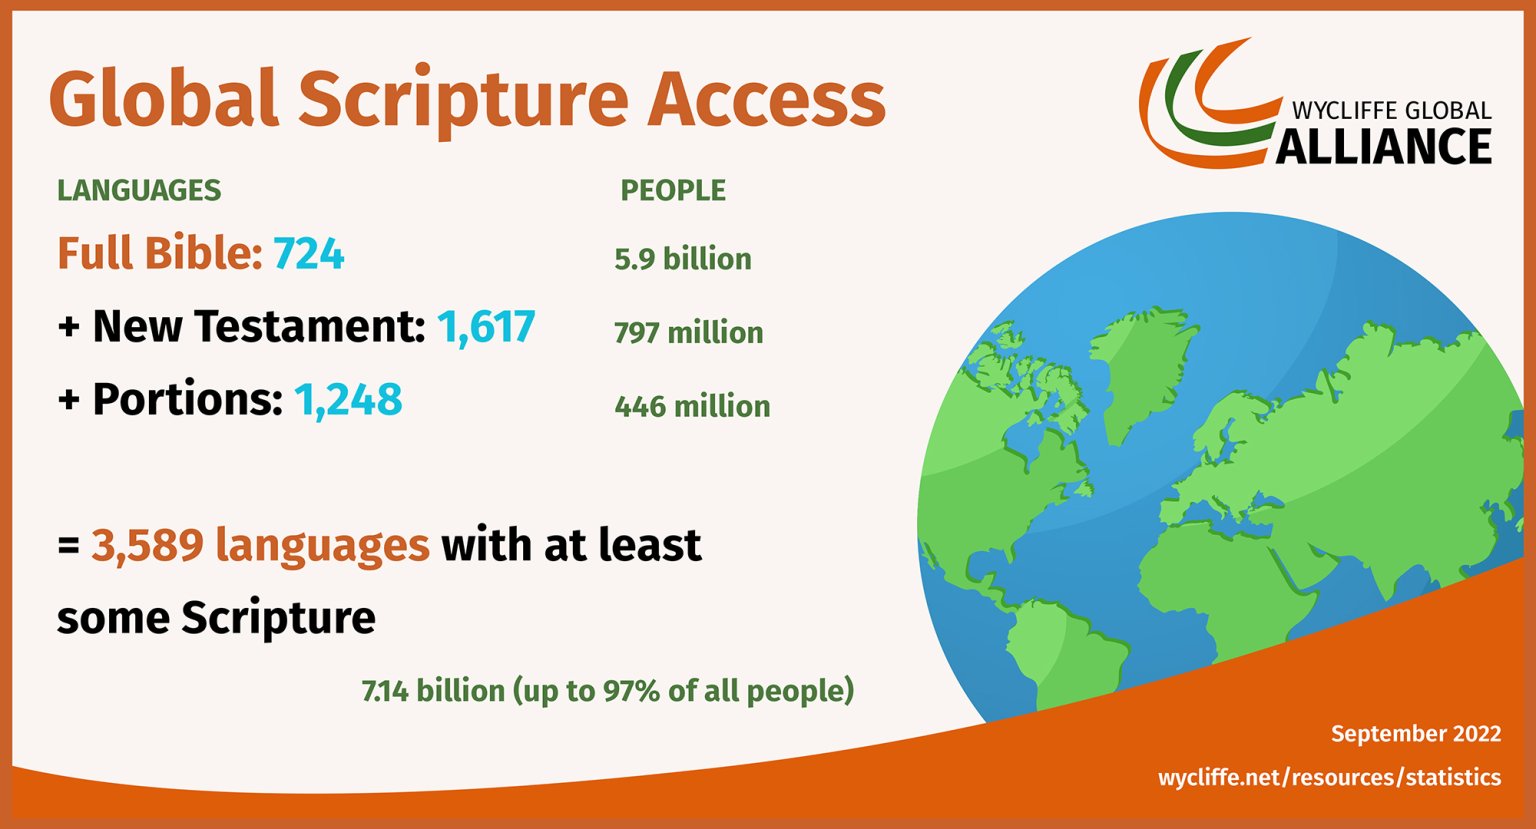 Global Scripture Access
WYCLIFFE GLOBAL
ALLIANCE
LANGUAGES PEOPLE
Full Bible: 724 5.9 billion
+ New Testament: 1,617 797 million
+ Portions: 1,248 446 million
= 3,589 languages with at least
some Scripture
7.14 billion (up to 97% of all people)
September 2022
wycliffe.net/resources/statistics